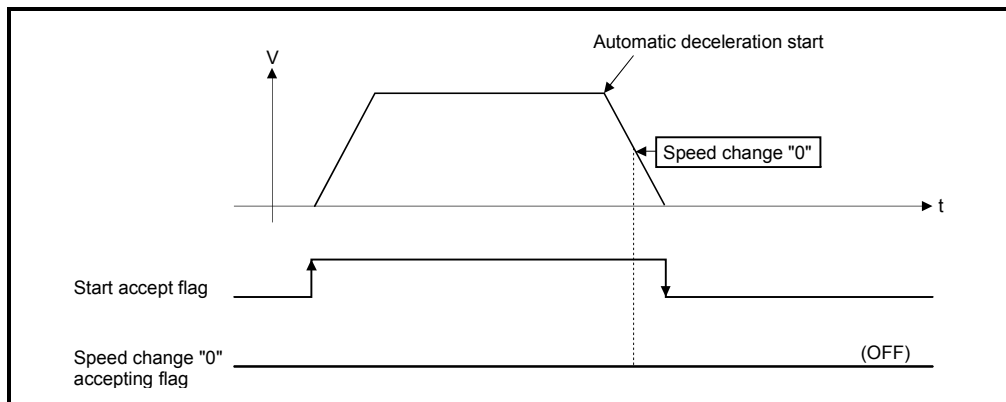 Automatic deceleration start
V
Speed change "0"
t
Start accept flag
Speed change "0"
accepting flag
(OFF)